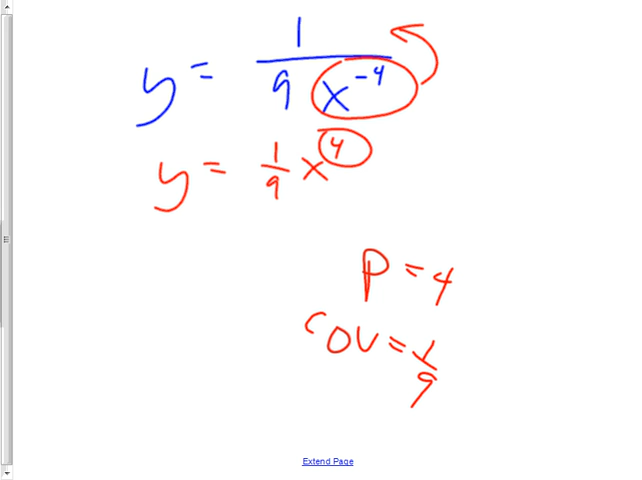 y = 1/(9x^-4)
y = 1/9 x^4
P = 4
COV = 1/9
Extend Page